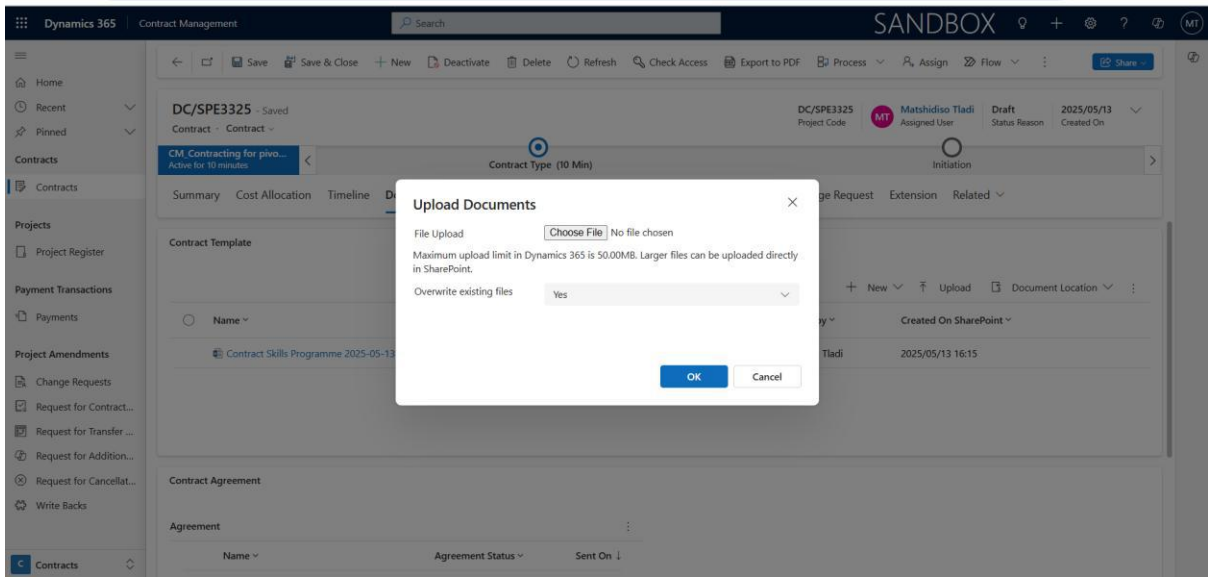 Dynamics 365 Contract Management Search SANDBOX + ? MT
Save Save & Close New Deactivate Delete Refresh Check Access Export to PDF Process Assign Flow Share
Home
Recent
Pinned
Contracts
Contracts
Projects
Project Register
Payment Transactions
Payments
Project Amendments
Change Requests
Request for Contract...
Request for Transfer ...
Request for Addition...
Request for Cancellat...
Write Backs
C Contracts
DC/SPE3325 - Saved
Contract · Contract
DC/SPE3325
Project Code
MT
Matshidiso Tladi
Assigned User
Draft
Status Reason
2025/05/13
Created On
CM_Contracting for pivo...
Active for 10 minutes
Contract Type (10 Min)
Initiation
Summary Cost Allocation Timeline Extension Related
Contract Template
New Upload Document Location
Name Created On SharePoint
Contract Skills Programme 2025-05-13 Tladi 2025/05/13 16:15
Upload Documents
File Upload Choose File No file chosen
Maximum upload limit in Dynamics 365 is 50.00MB. Larger files can be uploaded directly
in SharePoint.
Overwrite existing files Yes
OK Cancel
Contract Agreement
Agreement
Name Agreement Status Sent On ↓